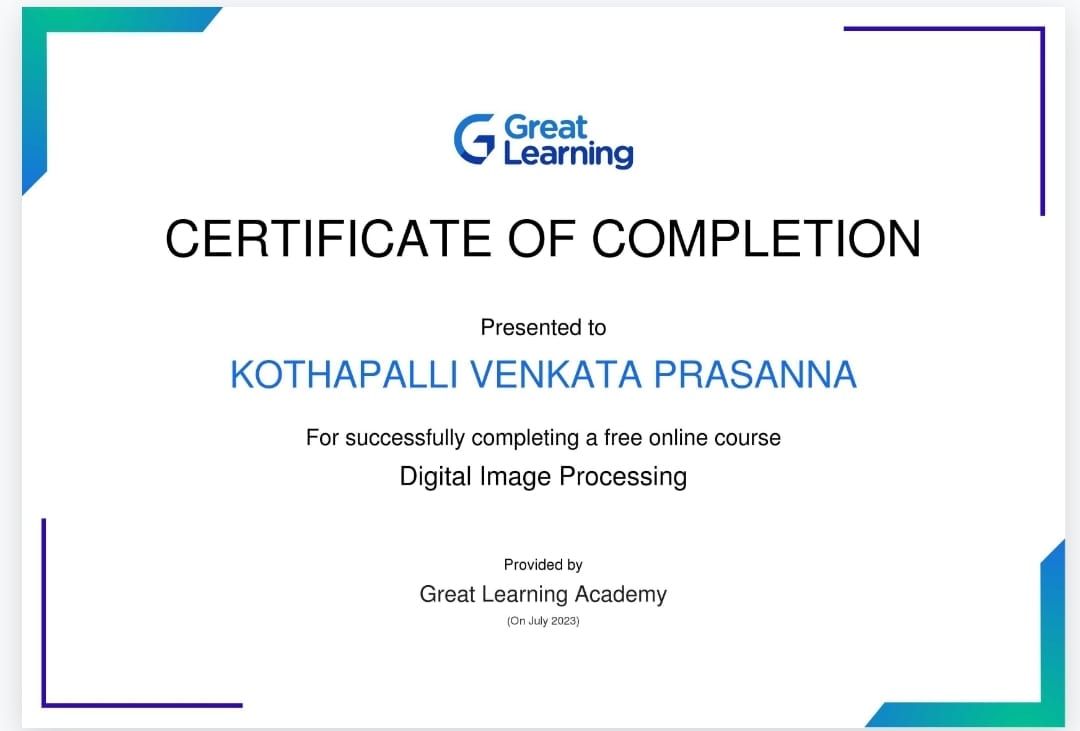 Great
Learning
CERTIFICATE OF COMPLETION
Presented to
KOTHAPALLI VENKATA PRASANNA
For successfully completing a free online course
Digital Image Processing
Provided by
Great Learning Academy
(On July 2023)